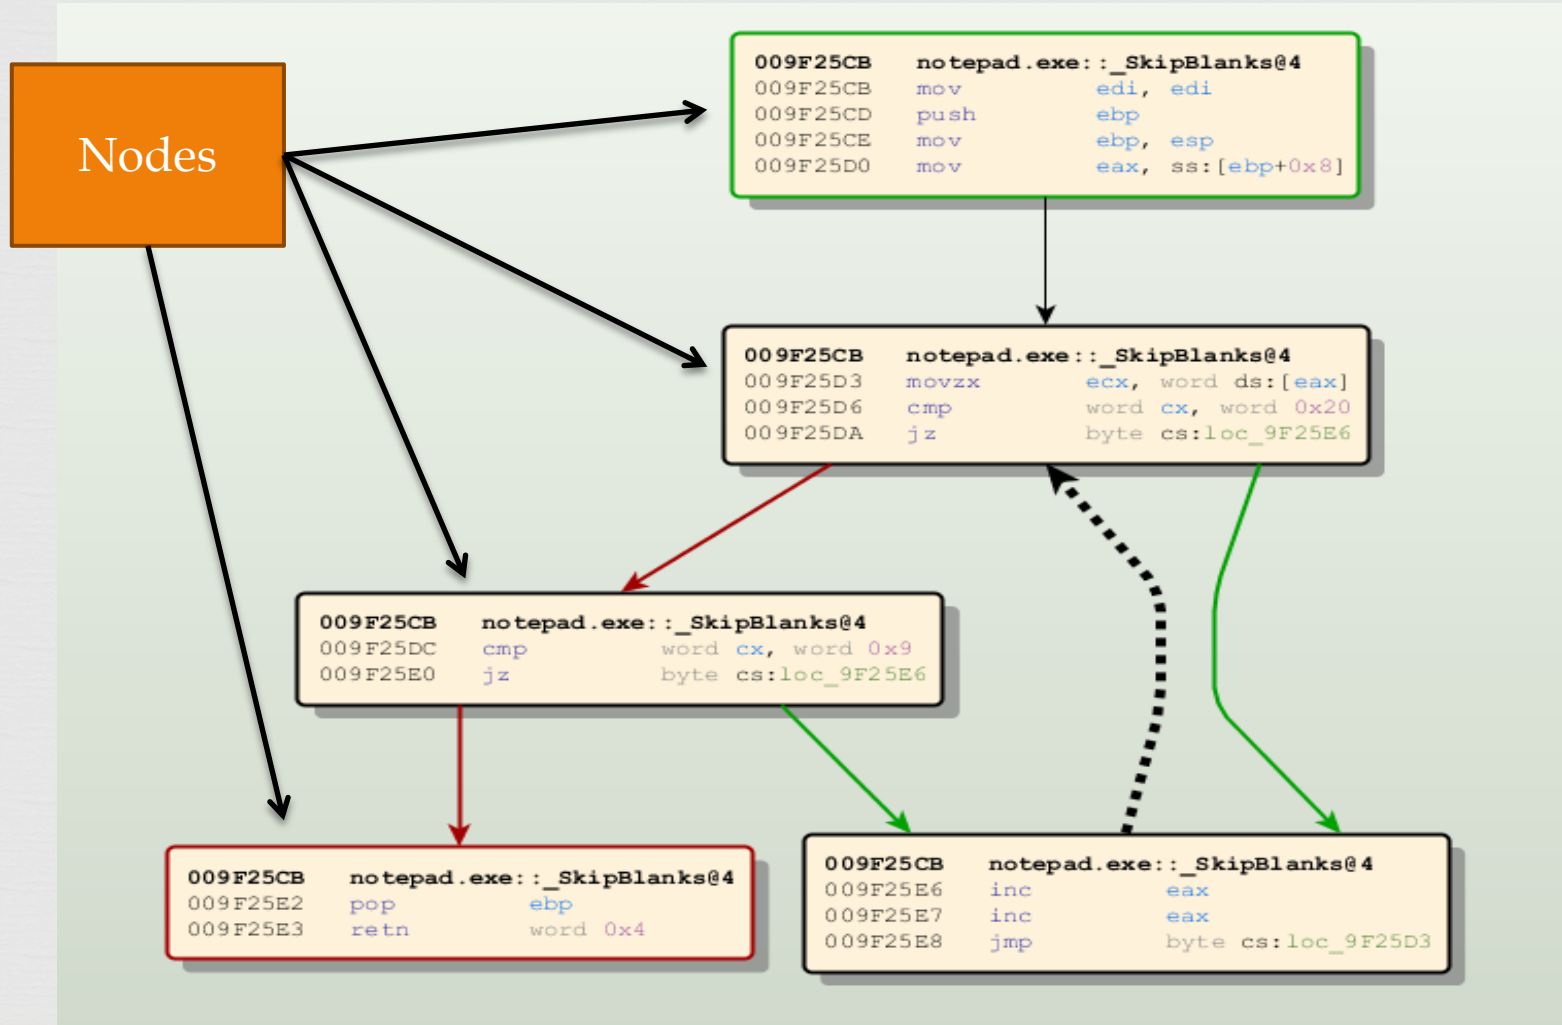 Nodes
009F25CB notepad.exe::_SkipBlanks@4
009F25CB mov edi, edi
009F25CD push ebp
009F25CE mov ebp, esp
009F25D0 mov eax, ss:[ebp+0x8]
009F25CB notepad.exe::_SkipBlanks@4
009F25D3 movzx ecx, word ds:[eax]
009F25D6 cmp word cx, word 0x20
009F25DA jz byte cs:loc_9F25E6
009F25CB notepad.exe::_SkipBlanks@4
009F25DC cmp word cx, word 0x9
009F25E0 jz byte cs:loc_9F25E6
009F25CB notepad.exe::_SkipBlanks@4
009F25E2 pop ebp
009F25E3 retn word 0x4
009F25CB notepad.exe::_SkipBlanks@4
009F25E6 inc eax
009F25E7 inc eax
009F25E8 jmp byte cs:loc_9F25D3